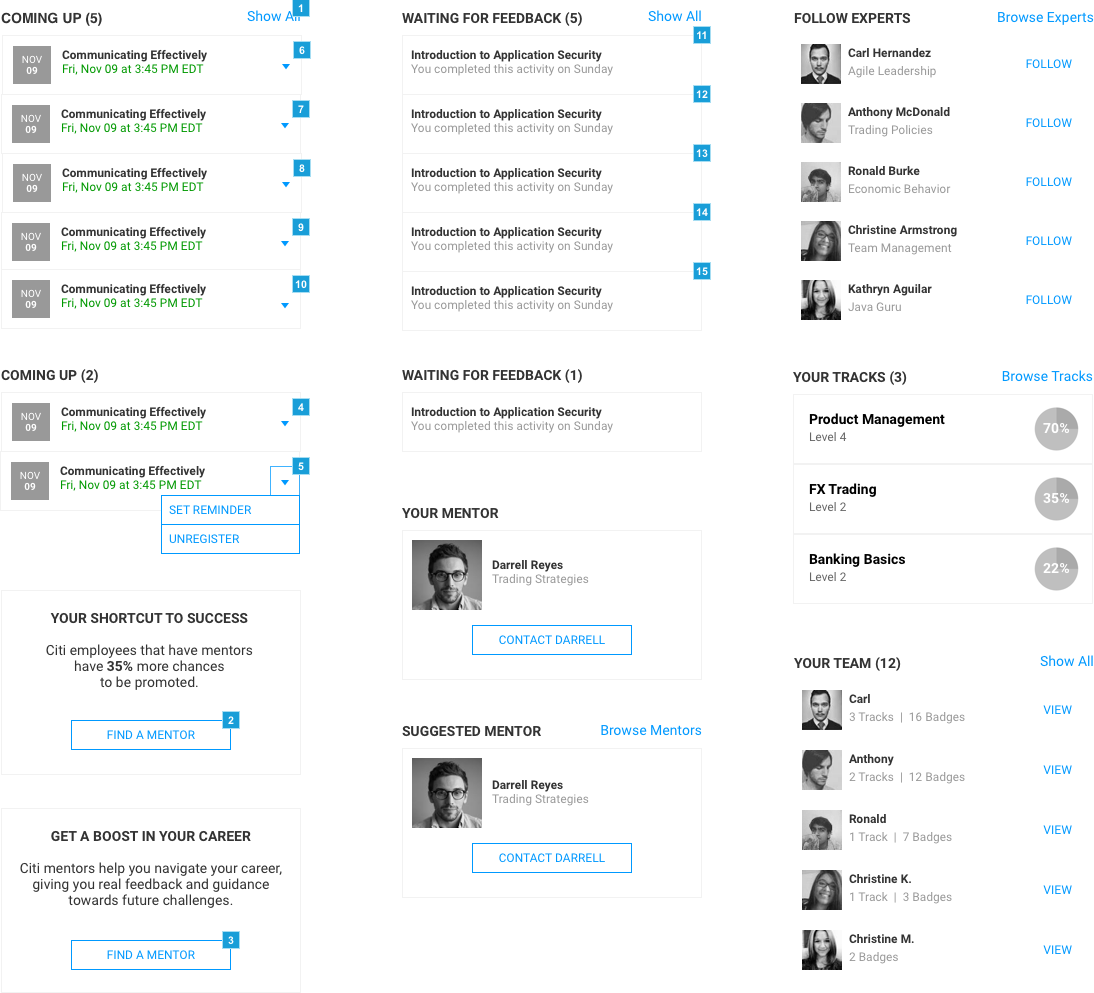 COMING UP (5)
Show All
1
NOV
09
Communicating Effectively
Fri, Nov 09 at 3:45 PM EDT
6
NOV
09
Communicating Effectively
Fri, Nov 09 at 3:45 PM EDT
7
NOV
09
Communicating Effectively
Fri, Nov 09 at 3:45 PM EDT
8
NOV
09
Communicating Effectively
Fri, Nov 09 at 3:45 PM EDT
9
NOV
09
Communicating Effectively
Fri, Nov 09 at 3:45 PM EDT
10
COMING UP (2)
NOV
09
Communicating Effectively
Fri, Nov 09 at 3:45 PM EDT
4
NOV
09
Communicating Effectively
Fri, Nov 09 at 3:45 PM EDT
5
SET REMINDER
UNREGISTER
YOUR SHORTCUT TO SUCCESS
Citi employees that have mentors
have 35% more chances
to be promoted.
2
FIND A MENTOR
GET A BOOST IN YOUR CAREER
Citi mentors help you navigate your career,
giving you real feedback and guidance
towards future challenges.
3
FIND A MENTOR
WAITING FOR FEEDBACK (5)
Show All
11
Introduction to Application Security
You completed this activity on Sunday
12
Introduction to Application Security
You completed this activity on Sunday
13
Introduction to Application Security
You completed this activity on Sunday
14
Introduction to Application Security
You completed this activity on Sunday
15
Introduction to Application Security
You completed this activity on Sunday
WAITING FOR FEEDBACK (1)
Introduction to Application Security
You completed this activity on Sunday
YOUR MENTOR
Darrell Reyes
Trading Strategies
CONTACT DARRELL
SUGGESTED MENTOR
Browse Mentors
Darrell Reyes
Trading Strategies
CONTACT DARRELL
FOLLOW EXPERTS
Browse Experts
Carl Hernandez
Agile Leadership
FOLLOW
Anthony McDonald
Trading Policies
FOLLOW
Ronald Burke
Economic Behavior
FOLLOW
Christine Armstrong
Team Management
FOLLOW
Kathryn Aguilar
Java Guru
FOLLOW
YOUR TRACKS (3)
Browse Tracks
Product Management
Level 4
70%
FX Trading
Level 2
35%
Banking Basics
Level 2
22%
YOUR TEAM (12)
Show All
Carl
3 Tracks | 16 Badges
VIEW
Anthony
2 Tracks | 12 Badges
VIEW
Ronald
1 Track | 7 Badges
VIEW
Christine K.
1 Track | 3 Badges
VIEW
Christine M.
2 Badges
VIEW